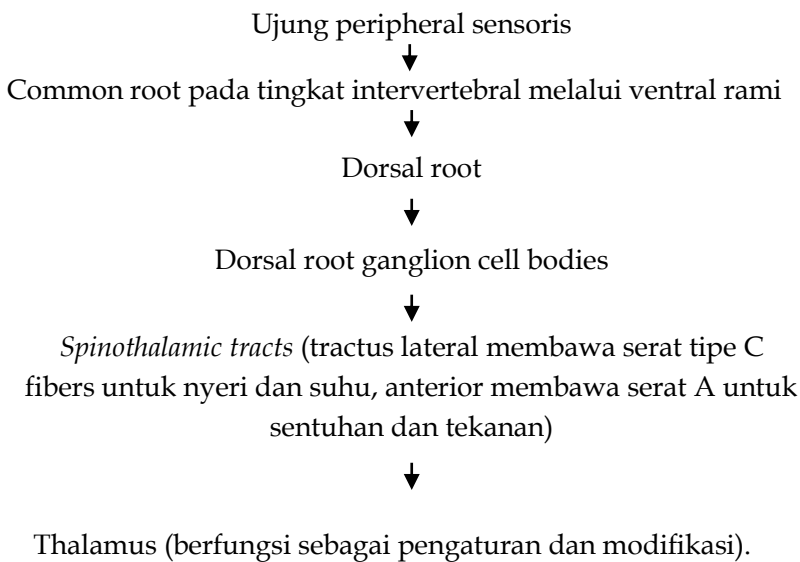 Ujung peripheral sensoris
Common root pada tingkat intervertebral melalui ventral rami
Dorsal root
Dorsal root ganglion cell bodies
Spinothalamic tracts (tractus lateral membawa serat tipe C
fibers untuk nyeri dan suhu, anterior membawa serat A untuk
sentuhan dan tekanan)
Thalamus (berfungsi sebagai pengaturan dan modifikasi).